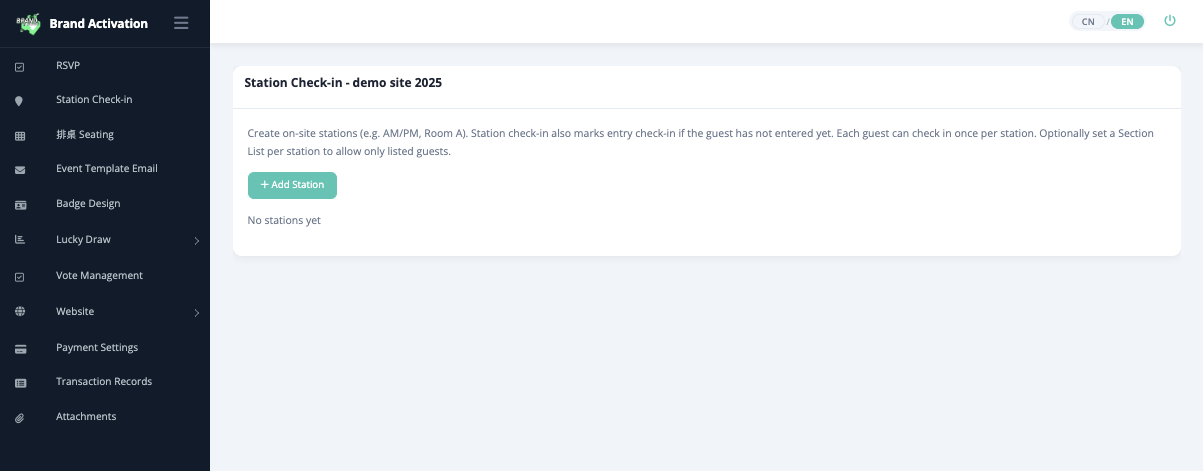 BRAND
Brand Activation
CN / EN
RSVP
Station Check-in
排桌 Seating
Event Template Email
Badge Design
Lucky Draw
Vote Management
Website
Payment Settings
Transaction Records
Attachments
Station Check-in - demo site 2025
Create on-site stations (e.g. AM/PM, Room A). Station check-in also marks entry check-in if the guest has not entered yet. Each guest can check in once per station. Optionally set a Section
List per station to allow only listed guests.
+ Add Station
No stations yet